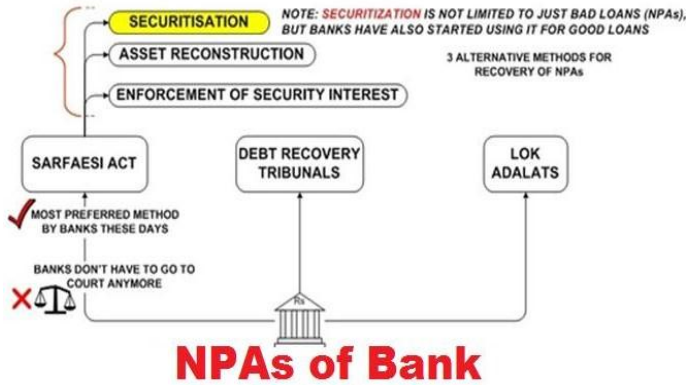 SECURITISATION
NOTE: SECURITIZATION IS NOT LIMITED TO JUST BAD LOANS (NPAs),
BUT BANKS HAVE ALSO STARTED USING IT FOR GOOD LOANS
ASSET RECONSTRUCTION
3 ALTERNATIVE METHODS FOR
RECOVERY OF NPAs
ENFORCEMENT OF SECURITY INTEREST
SARFAESI ACT
DEBT RECOVERY
TRIBUNALS
LOK
ADALATS
MOST PREFERRED METHOD
BY BANKS THESE DAYS
BANKS DON'T HAVE TO GO TO
COURT ANYMORE
Rs
NPAs of Bank